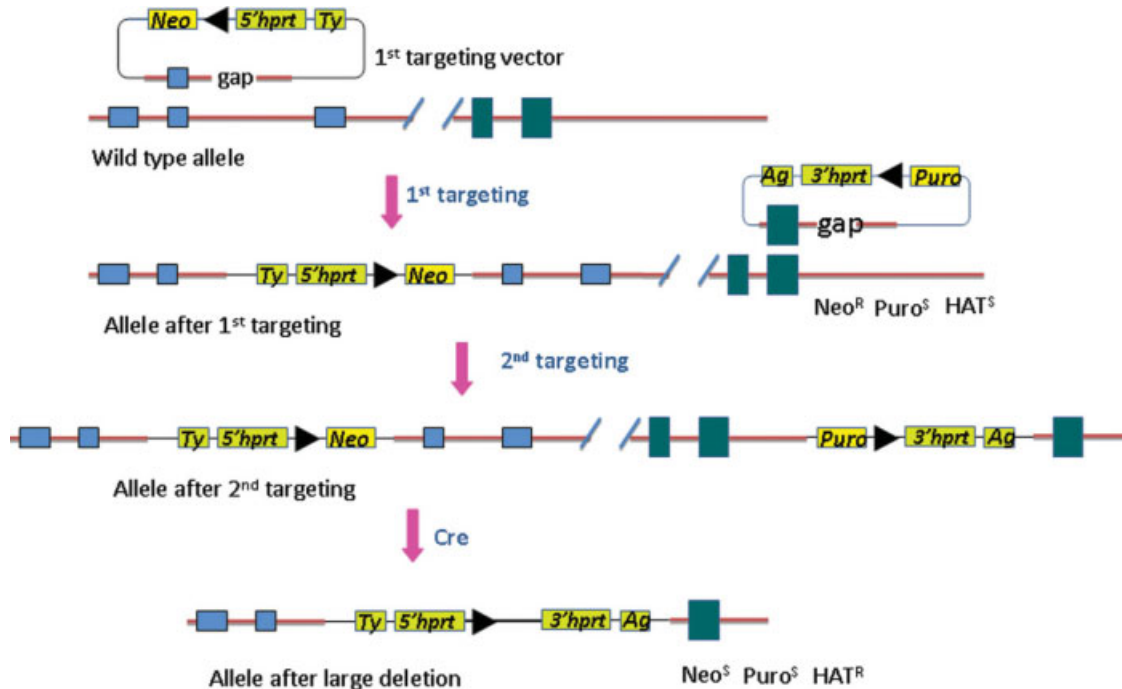 Neo 5'hprt Ty
1st targeting vector
gap
Wild type allele
1st targeting
Ag 3'hprt Puro
gap
Ty 5'hprt Neo
NeoR PuroS HATS
Allele after 1st targeting
2nd targeting
Ty 5'hprt Neo Puro 3'hprt Ag
Allele after 2nd targeting
Cre
Ty 5'hprt 3'hprt Ag
Allele after large deletion NeoS PuroS HATR